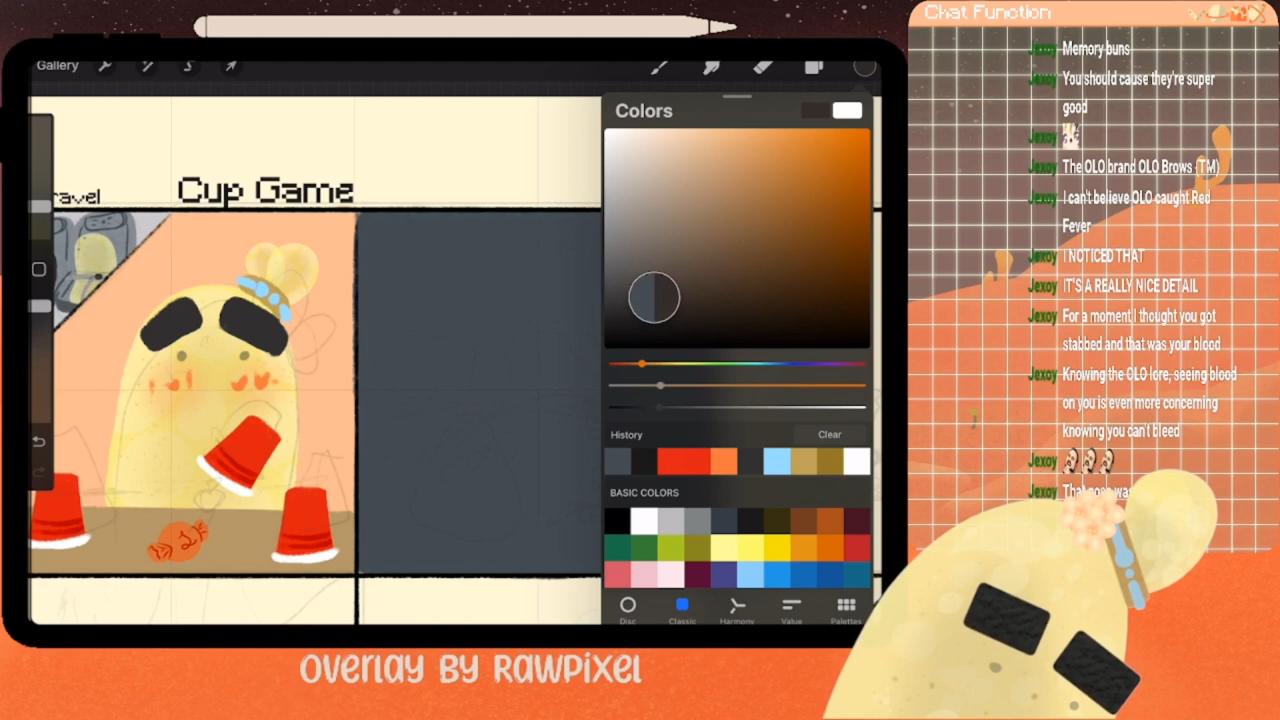 Chat Function
Gallery
Colors
Cup Game
ravel
History
Clear
BASIC COLORS
Disc
Classic
Harmony
Value
Palettes
Jexoy Memory buns
Jexoy You should cause they're super
good
Jexoy
Jexoy The OLO brand OLO Brows (TM)
Jexoy I can't believe OLO caught Red
Fever
Jexoy I NOTICED THAT
Jexoy IT'S A REALLY NICE DETAIL
Jexoy For a moment I thought you got
stabbed and that was your blood
Jexoy Knowing the OLO lore, seeing blood
on you is even more concerning
knowing you can't bleed
Jexoy
Jexoy
OVERLAY BY RAWPIXEL